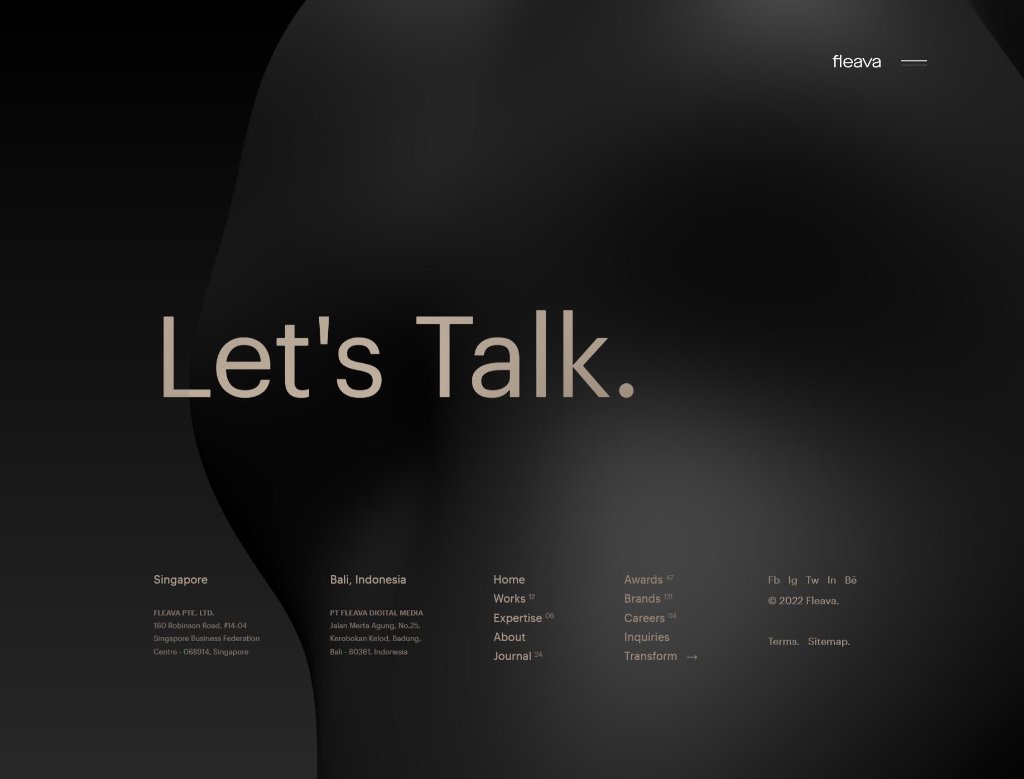 fleava
Let's Talk.
Singapore
FLEAVA PTE. LTD.
160 Robinson Road, #14-04
Singapore Business Federation
Centre - 068914, Singapore
Bali, Indonesia
PT FLEAVA DIGITAL MEDIA
Jalan Merta Agung, No.25,
Kerobokan Kelod, Badung,
Bali - 80361, Indonesia
Home
Works 12
Expertise 06
About
Journal 24
Awards 47
Brands 121
Careers 04
Inquiries
Transform →
Fb Ig Tw In Bē
© 2022 Fleava.
Terms. Sitemap.